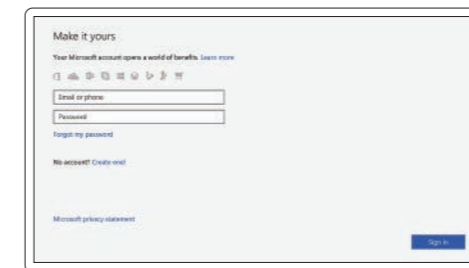 Make it yours
Your Microsoft account opens a world of benefits. Learn more
Email or phone
Password
Forgot my password
No account? Create one!
Microsoft privacy statement
Sign in